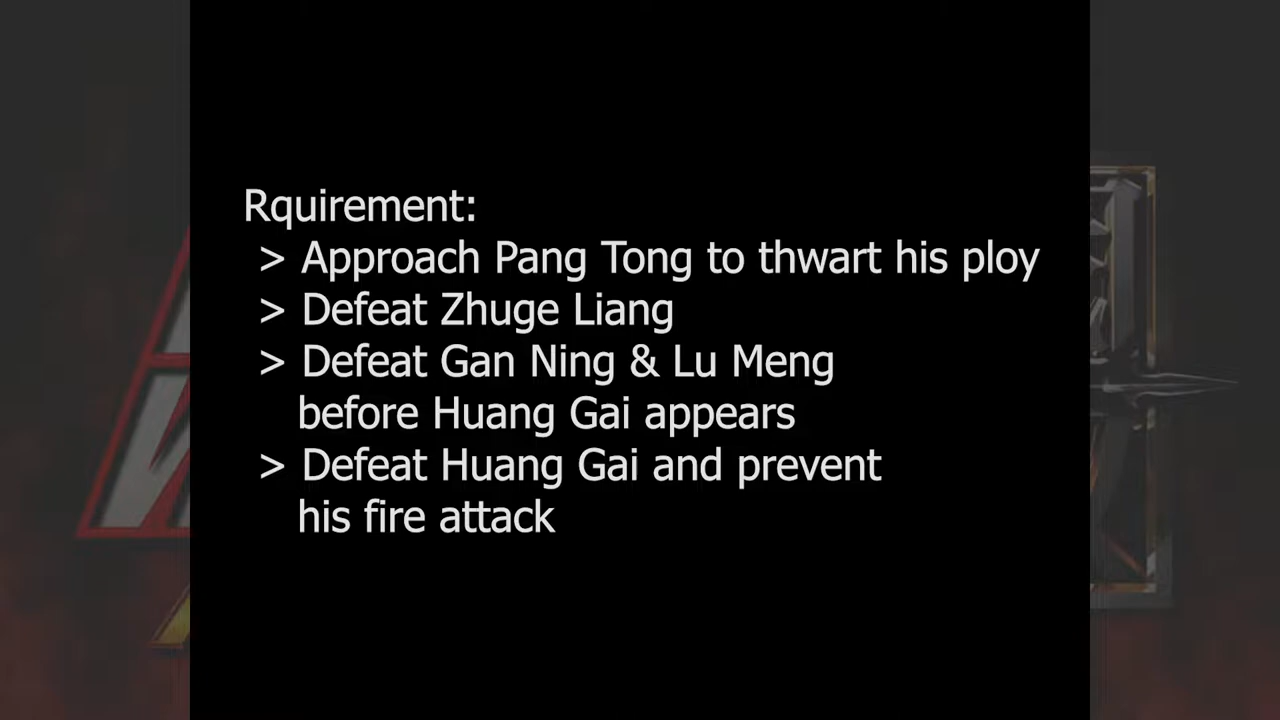 Rquirement:
> Approach Pang Tong to thwart his ploy
> Defeat Zhuge Liang
> Defeat Gan Ning & Lu Meng
before Huang Gai appears
> Defeat Huang Gai and prevent
his fire attack